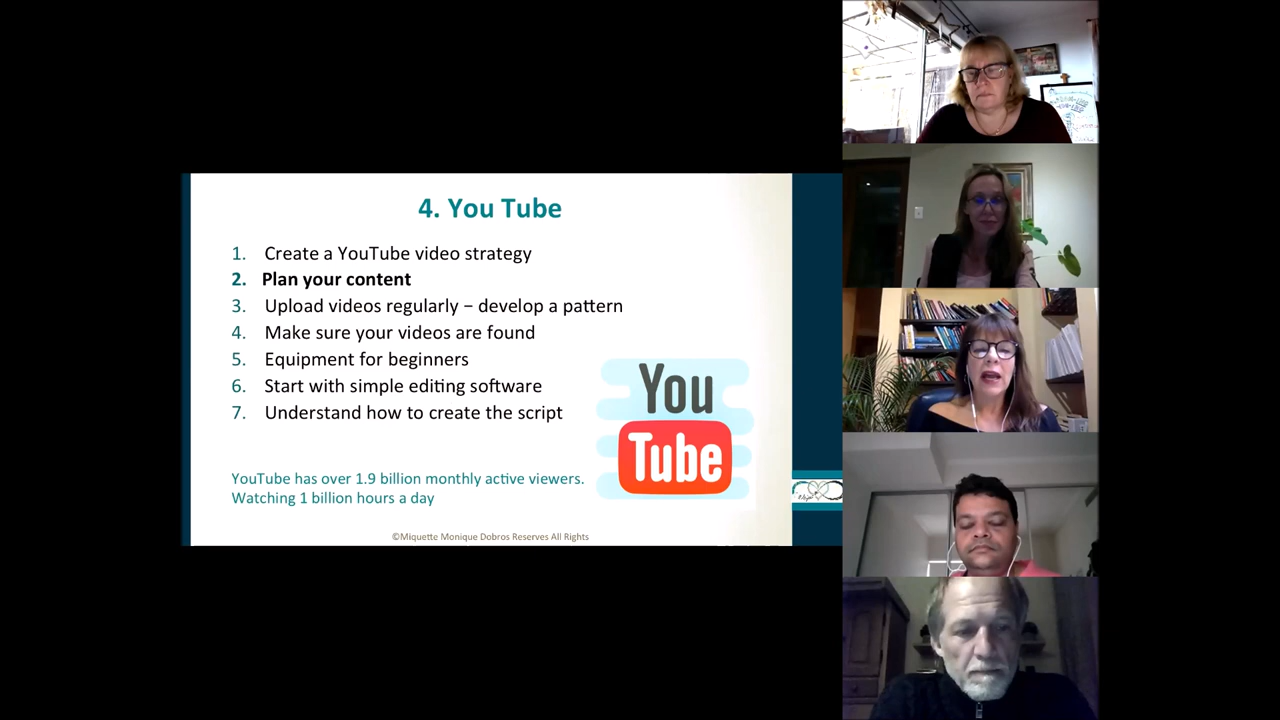 4. You Tube
1. Create a YouTube video strategy
2. Plan your content
3. Upload videos regularly – develop a pattern
4. Make sure your videos are found
5. Equipment for beginners
6. Start with simple editing software
7. Understand how to create the script
You
Tube
YouTube has over 1.9 billion monthly active viewers.
Watching 1 billion hours a day
©Miquette Monique Dobros Reserves All Rights